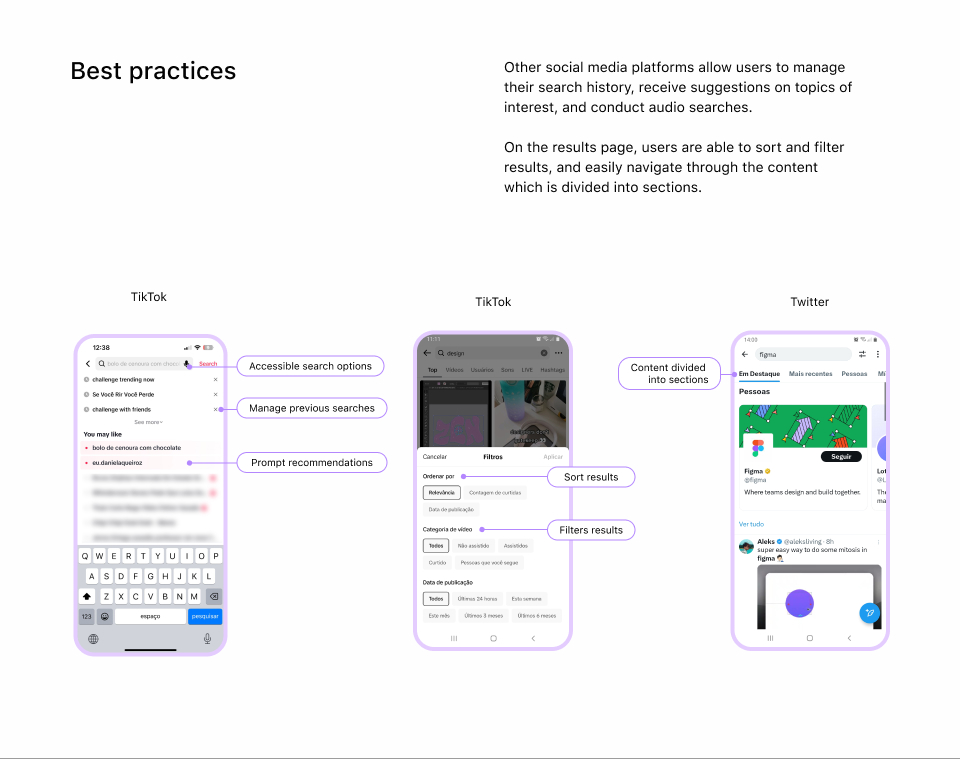 Best practices
Other social media platforms allow users to manage
their search history, receive suggestions on topics of
interest, and conduct audio searches.
On the results page, users are able to sort and filter
results, and easily navigate through the content
which is divided into sections.
TikTok
12:38
bolo de cenoura com choco
Search
challenge trending now
Se Você Rir Você Perde
challenge with friends
See more
You may like
bolo de cenoura com chocolate
eu.danielaqueiroz
Q W E R T Y U I O P
A S D F G H J K L
Z X C V B N M
123 espaço pesquisar
Accessible search options
Manage previous searches
Prompt recommendations
TikTok
11:11
design
Top Vídeos Usuários Sons LIVE Hashtags
Cancelar Filtros Aplicar
Ordenar por
Relevância Contagem de curtidas
Data de publicação
Categoria de vídeo
Todos Não assistido Assistidos
Curtido Pessoas que você segue
Data de publicação
Todos Últimas 24 horas Esta semana
Este mês Últimos 3 meses Últimos 6 meses
Sort results
Filters results
Content divided
into sections
Twitter
14:00
figma
Em Destaque Mais recentes Pessoas Mí
Pessoas
Seguir
Figma
@figma
Where teams design and build together.
Lot
@L
The
ma
Ver tudo
Aleks @aleksliving · 8h
super easy way to do some mitosis in
figma